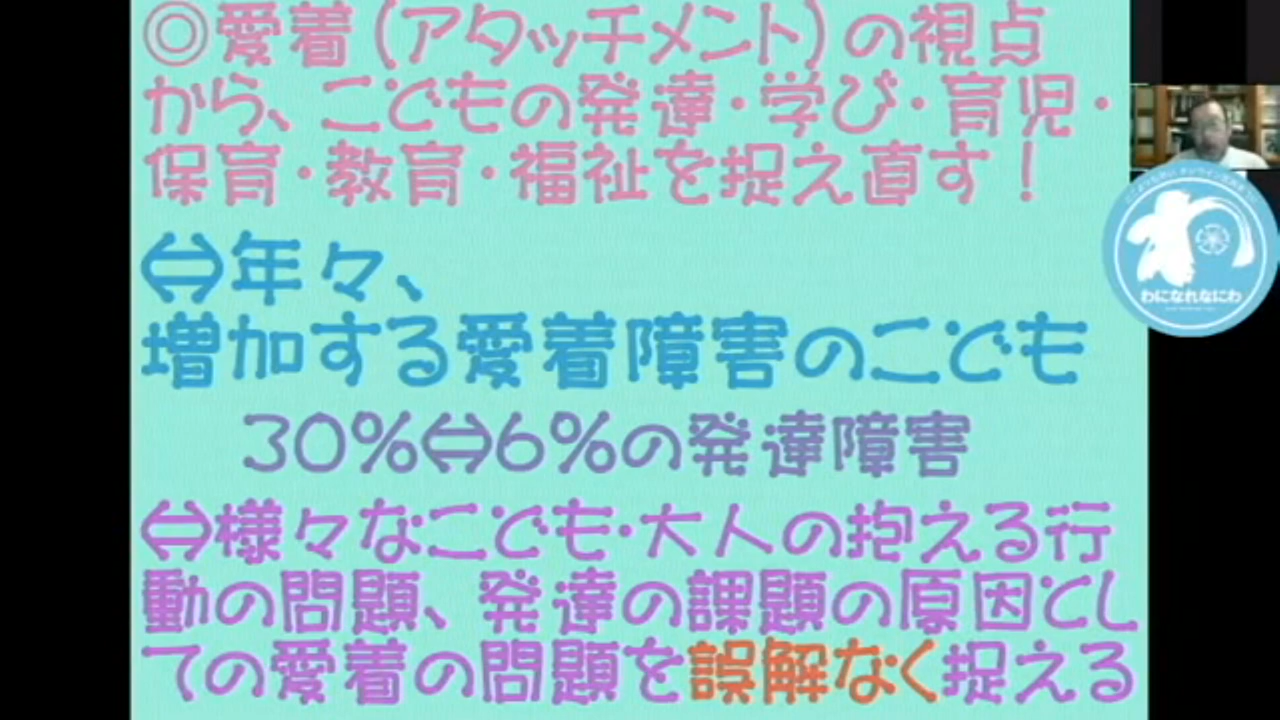 ◎愛着(アタッチメント)の視点
から、こどもの発達・学び・育児・
保育・教育・福祉を捉え直す！
⇔年々、
増加する愛着障害のこども
30%⇔6%の発達障害
⇔様々なこども・大人の抱える行
動の問題、発達の課題の原因とし
ての愛着の問題を誤解なく捉える
わになれなにわ